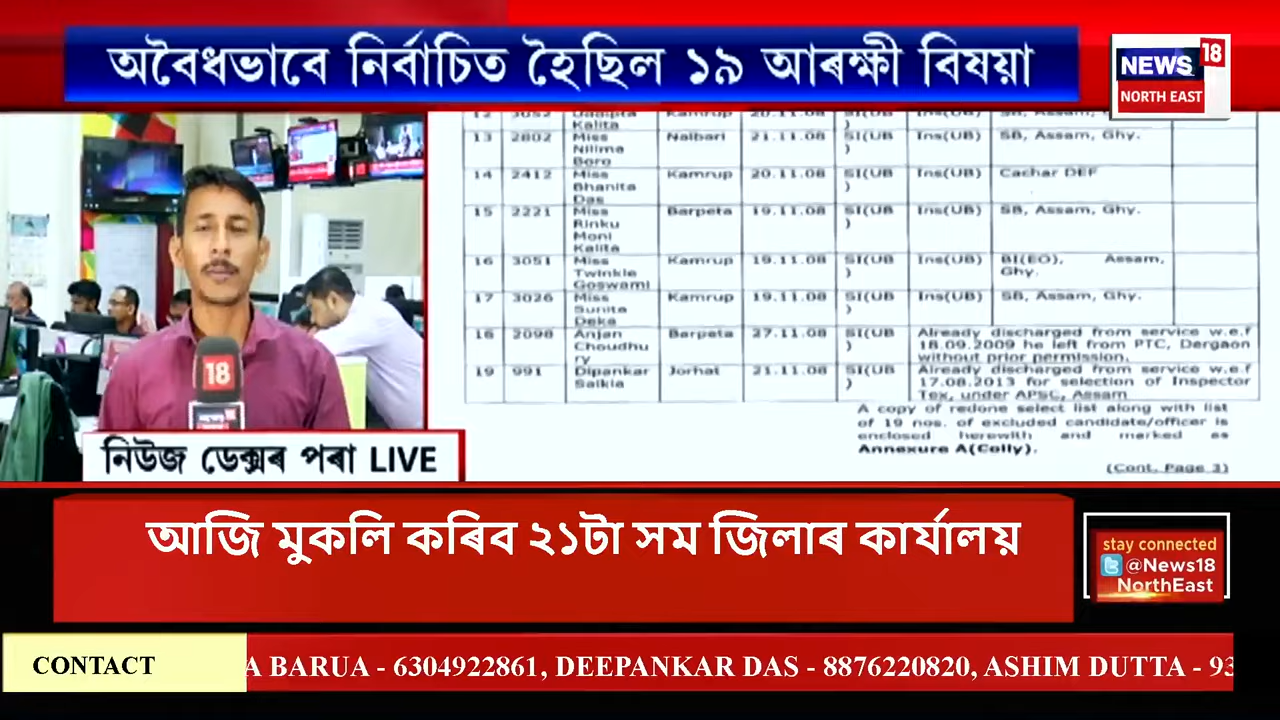 অবৈধভাবে নিৰ্বাচিত হৈছিল ১৯ আৰক্ষী বিষয়া
NEWS 18
NORTH EAST
Kalita
13 2802 Miss Nilima Boro Nalbari 21.11.08 SI(UB) Ins(UB) SB, Assam, Ghy.
14 2412 Miss Bhanita Das Kamrup 20.11.08 SI(UB) Ins(UB) Cachar DEF
15 2221 Miss Rinku Moni Kalita Barpeta 19.11.08 SI(UB) Ins(UB) SB, Assam, Ghy.
16 3051 Miss Twinkle Goswami Kamrup 19.11.08 SI(UB) Ins(UB) BI(EO), Assam, Ghy.
17 3026 Miss Sunita Deka Kamrup 19.11.08 SI(UB) Ins(UB) SB, Assam, Ghy.
18 2098 Anjan Choudhury Barpeta 27.11.08 SI(UB) Already discharged from service w.e.f 18.09.2009 he left from PTC, Dergaon without prior permission.
19 991 Dipankar Saikia Jorhat 21.11.08 SI(UB) Already discharged from service w.e.f 17.08.2013 for selection of Inspector Tex, under APSC, Assam
A copy of redone select list along with list
of 19 nos. of excluded candidate/officer is
enclosed herewith and marked as
Annexure A(Colly).
(Cont. Page 3)
18
নিউজ ডেক্সৰ পৰা LIVE
আজি মুকলি কৰিব ২১টা সম জিলাৰ কাৰ্যালয়
stay connected
@News18
NorthEast
CONTACT A BARUA - 6304922861, DEEPANKAR DAS - 8876220820, ASHIM DUTTA - 93